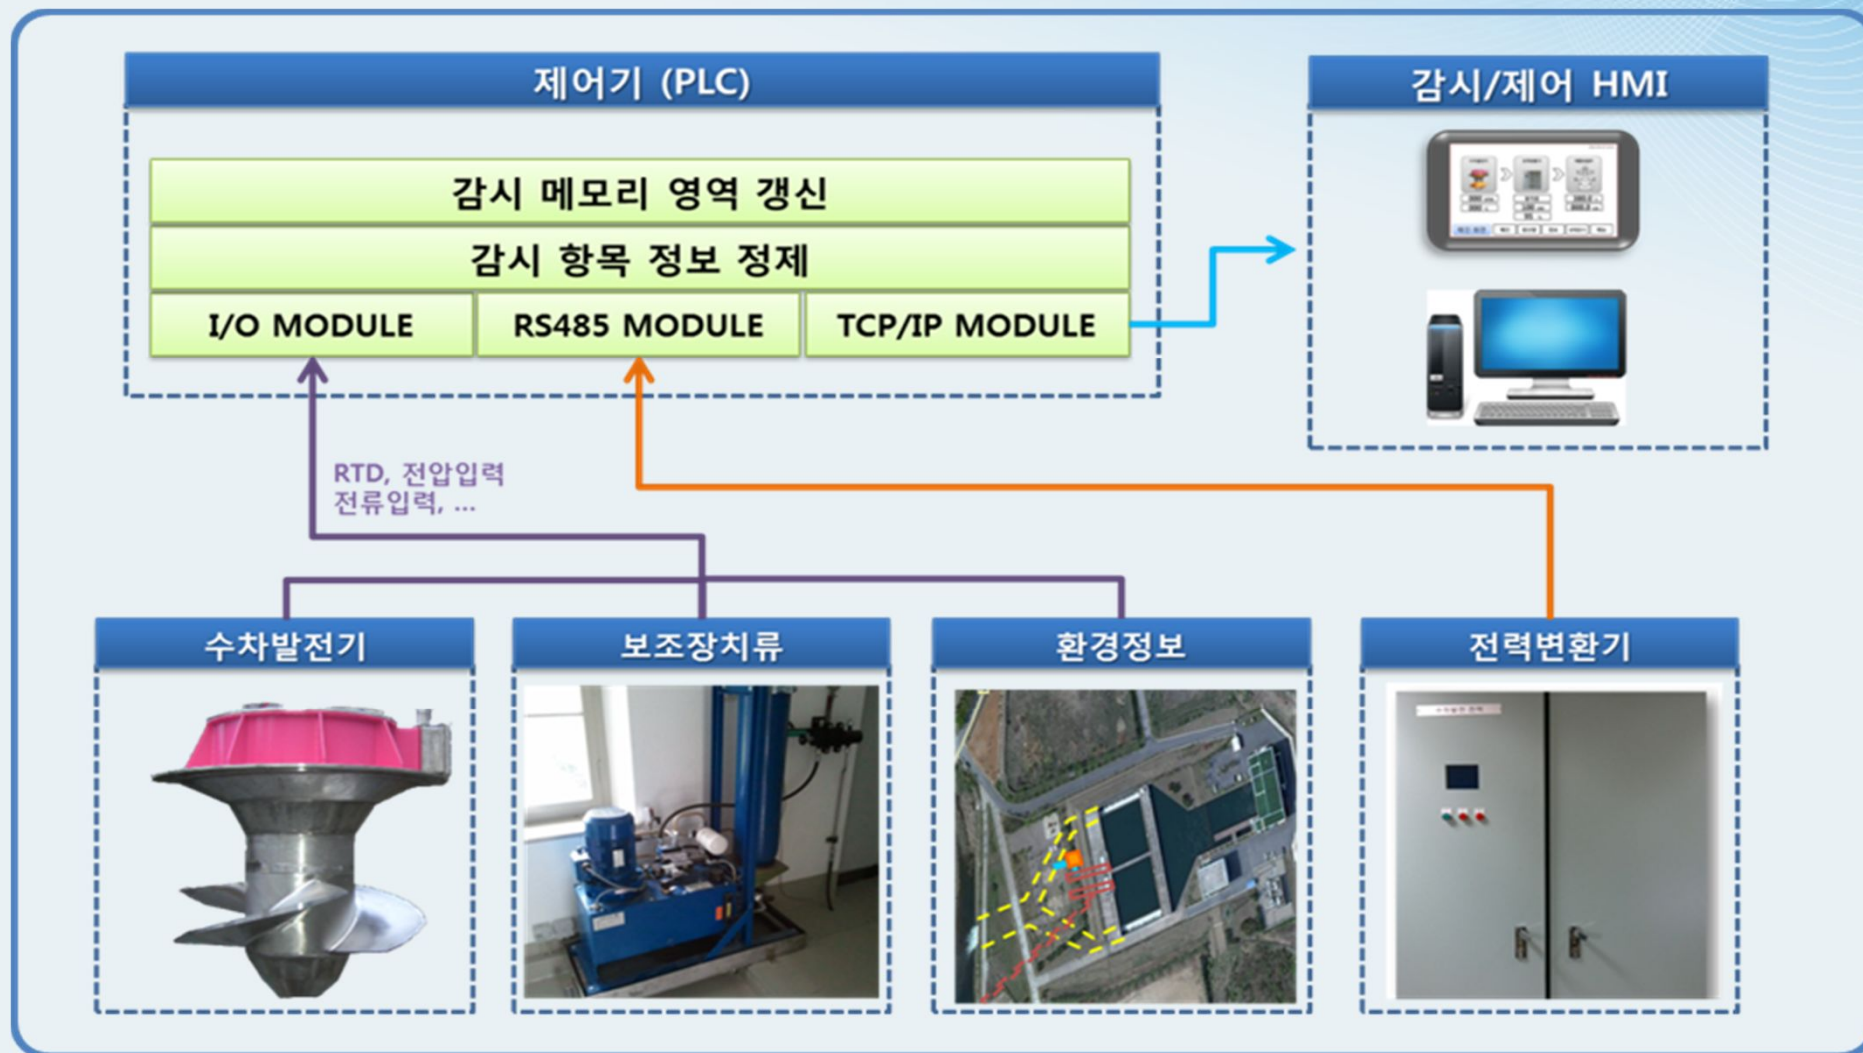 제어기 (PLC)
감시/제어 HMI
감시 메모리 영역 갱신
감시 항목 정보 정제
I/O MODULE
RS485 MODULE
TCP/IP MODULE
RTD, 전압입력
전류입력, ...
수차발전기
보조장치류
환경정보
전력변환기